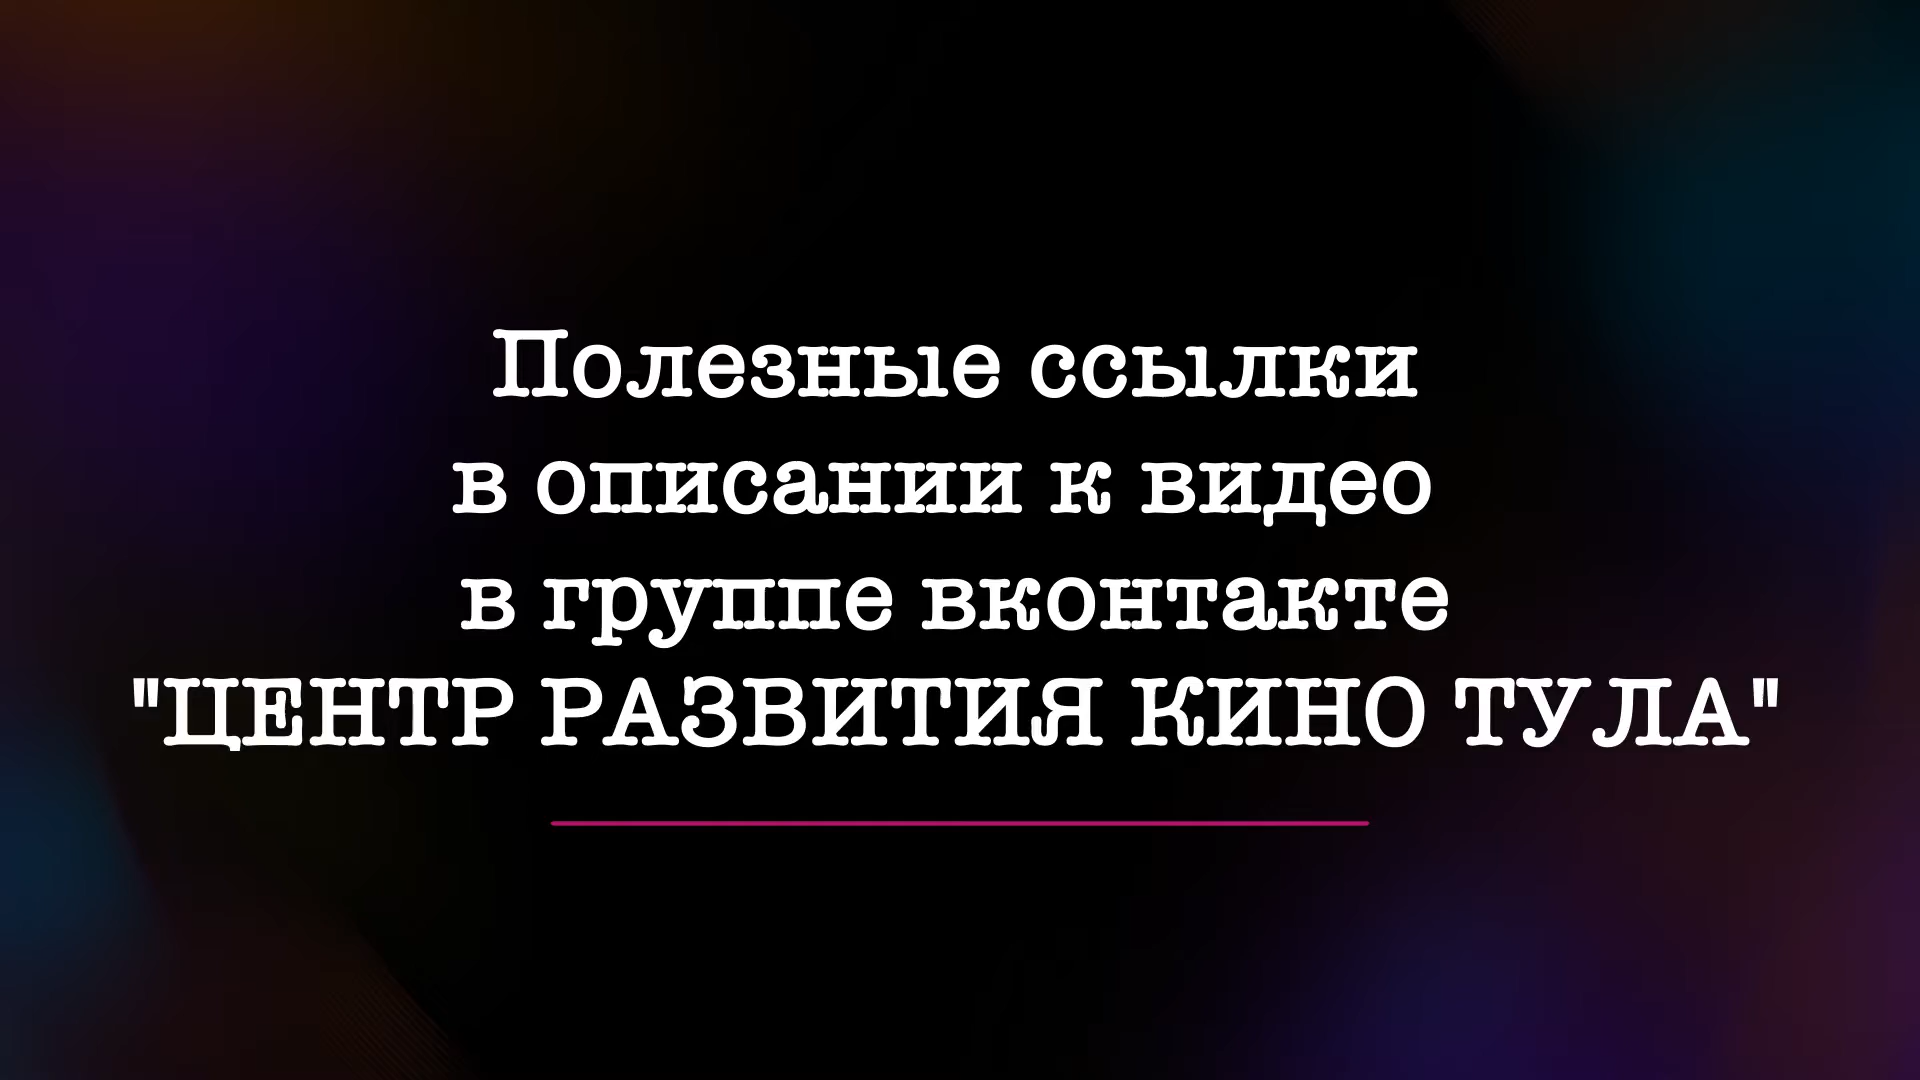 Полезные ссылки
в описании к видео
в группе вконтакте
"ЦЕНТР РАЗВИТИЯ КИНО ТУЛА"